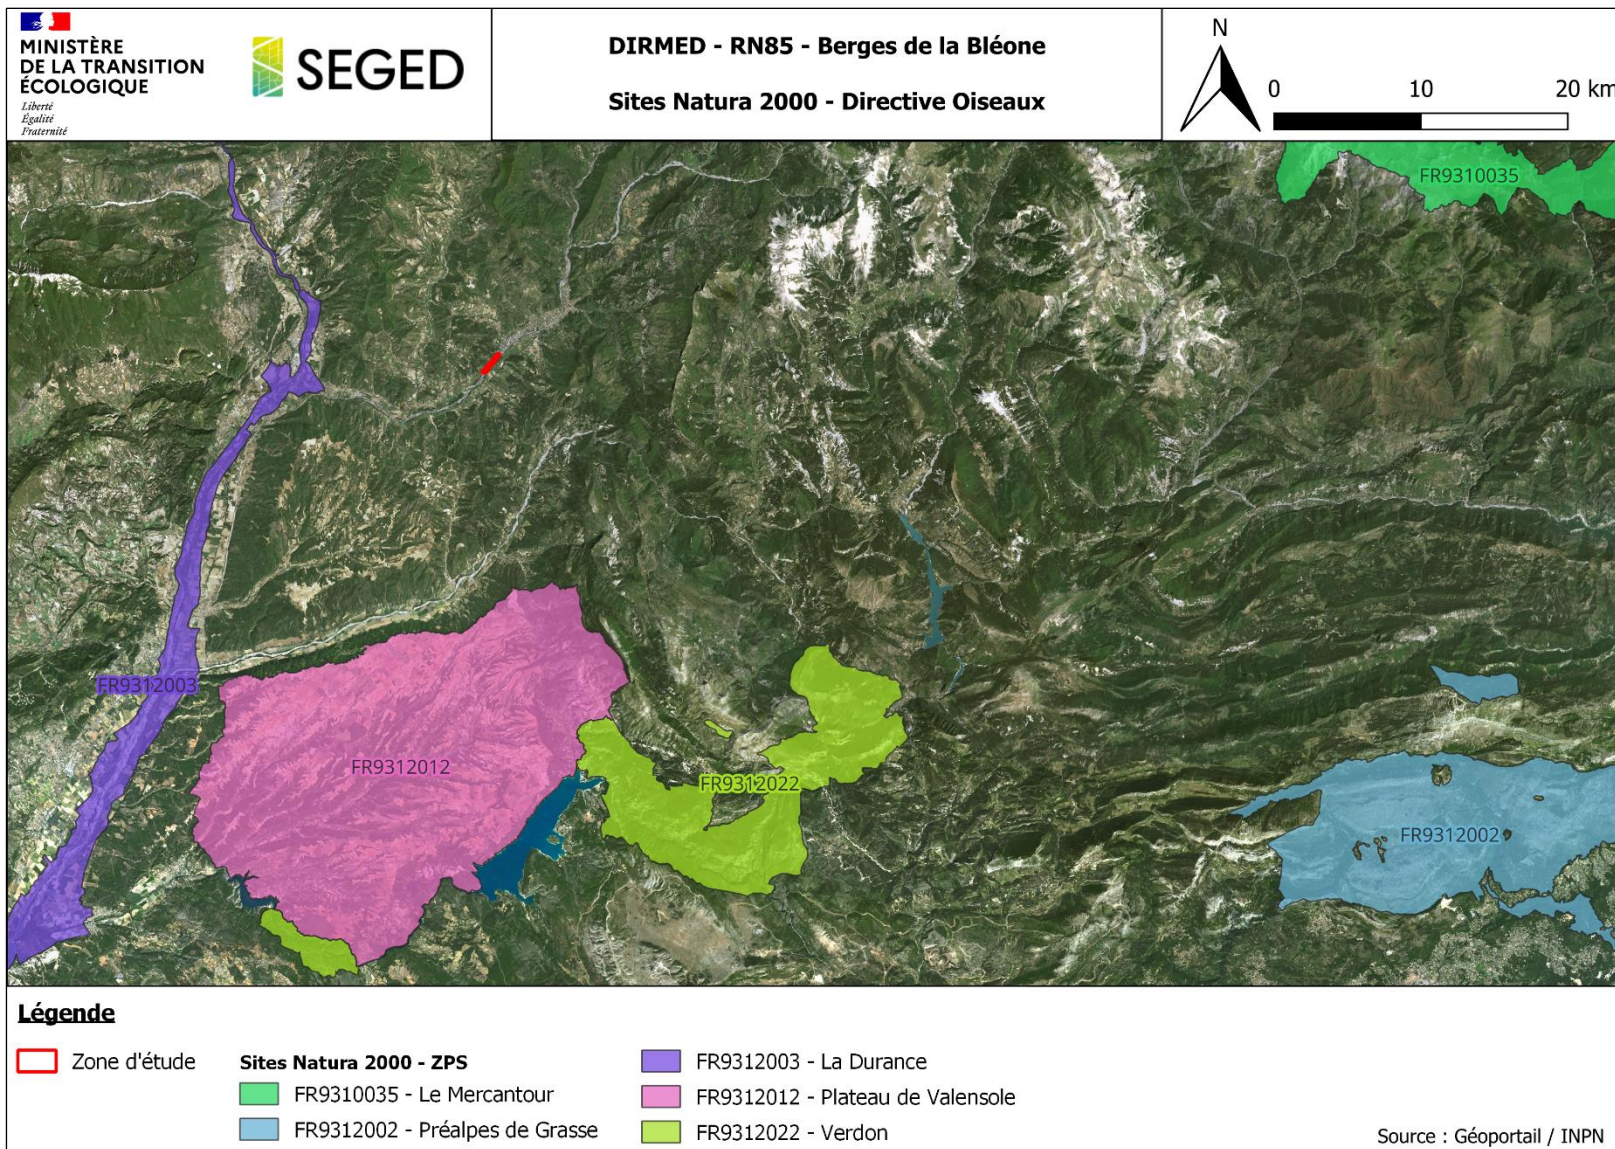 MINISTÈRE
DE LA TRANSITION
ÉCOLOGIQUE
Liberté
Égalité
Fraternité
SEGED
DIRMED - RN85 - Berges de la Bléone
Sites Natura 2000 - Directive Oiseaux
N
0 10 20 km
FR9310035
FR9312003
FR9312012
FR9312022
FR9312002
Légende
Zone d'étude
Sites Natura 2000 - ZPS
FR9310035 - Le Mercantour
FR9312002 - Préalpes de Grasse
FR9312003 - La Durance
FR9312012 - Plateau de Valensole
FR9312022 - Verdon
Source : Géoportail / INPN